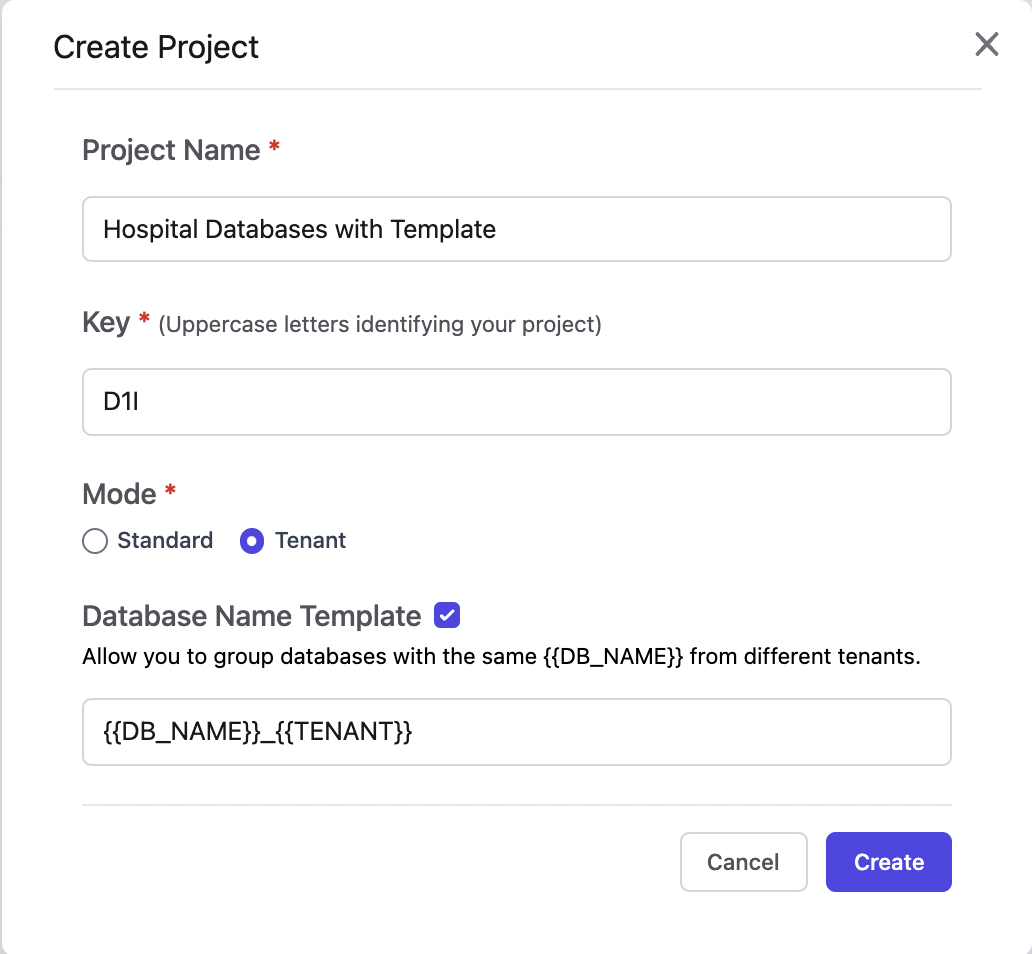 Create Project
Project Name *
Hospital Databases with Template
Key * (Uppercase letters identifying your project)
D1I
Mode *
Standard Tenant
Database Name Template
Allow you to group databases with the same {{DB_NAME}} from different tenants.
{{DB_NAME}}_{{TENANT}}
Cancel Create